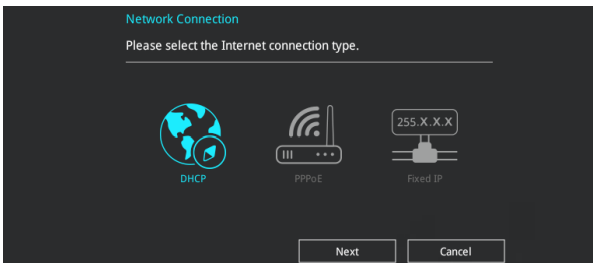 Network Connection
Please select the Internet connection type.
255.X.X.X
DHCP
PPPoE
Fixed IP
Next
Cancel